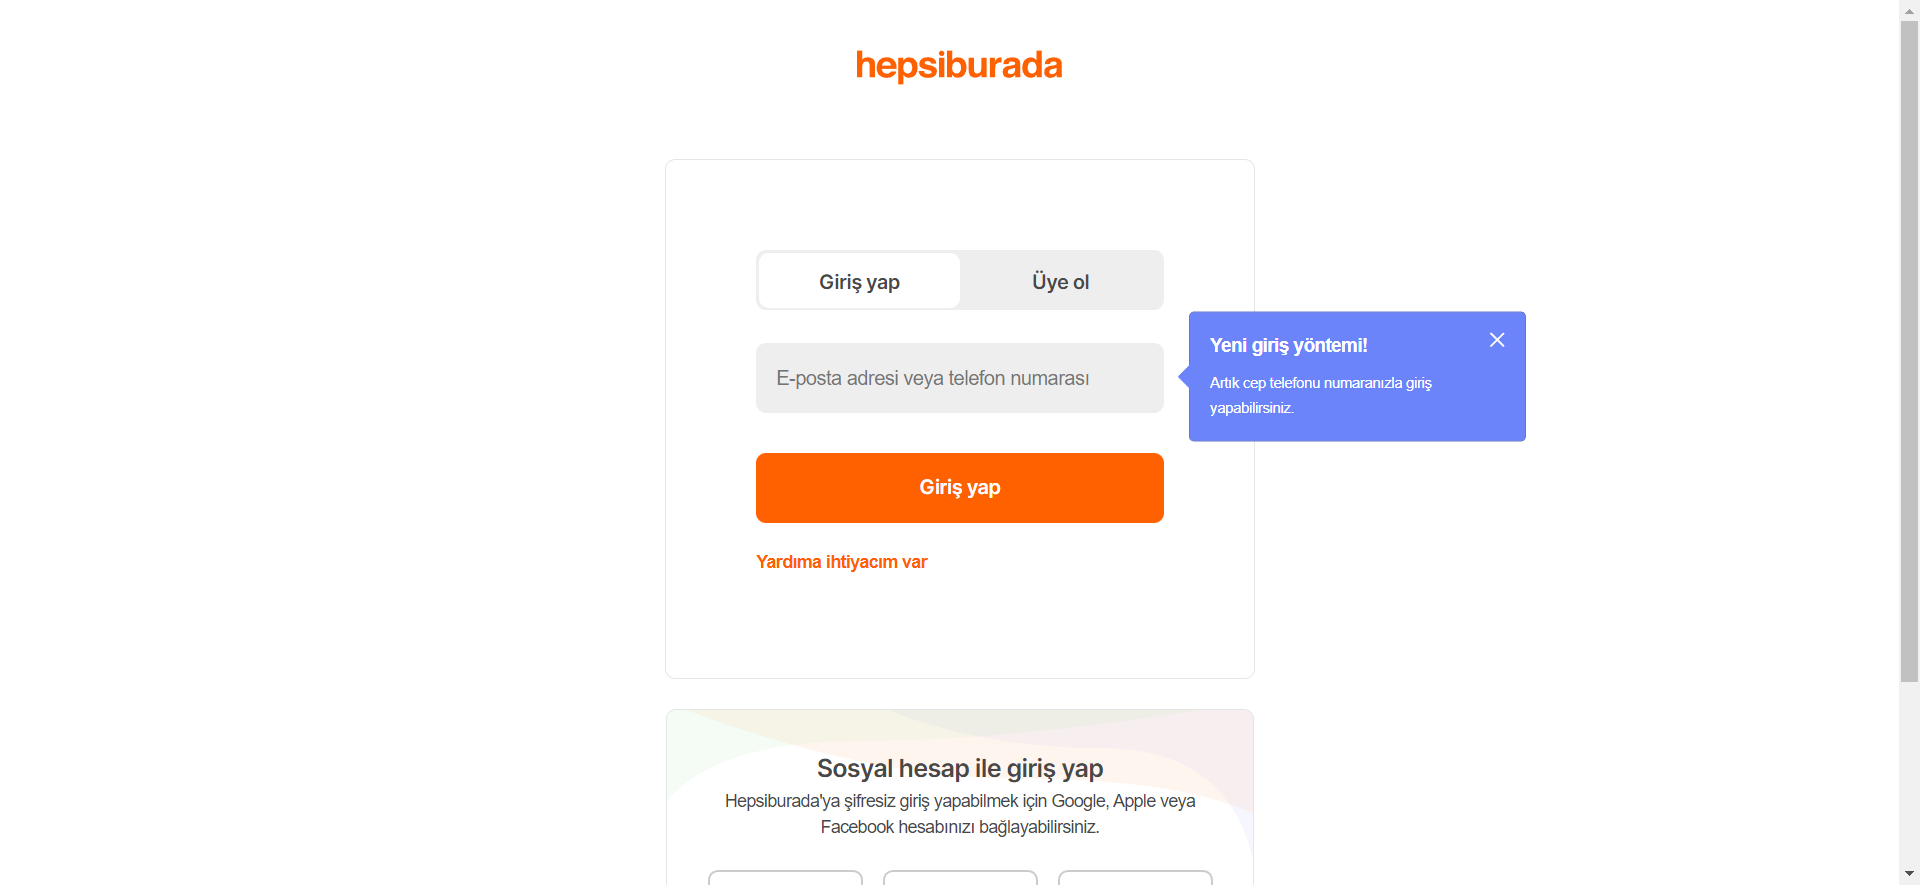 hepsiburada
Giriş yap
Üye ol
E-posta adresi veya telefon numarası
Yeni giriş yöntemi!
Artık cep telefonu numaranızla giriş
yapabilirsiniz.
Giriş yap
Yardıma ihtiyacım var
Sosyal hesap ile giriş yap
Hepsiburada'ya şifresiz giriş yapabilmek için Google, Apple veya
Facebook hesabınızı bağlayabilirsiniz.